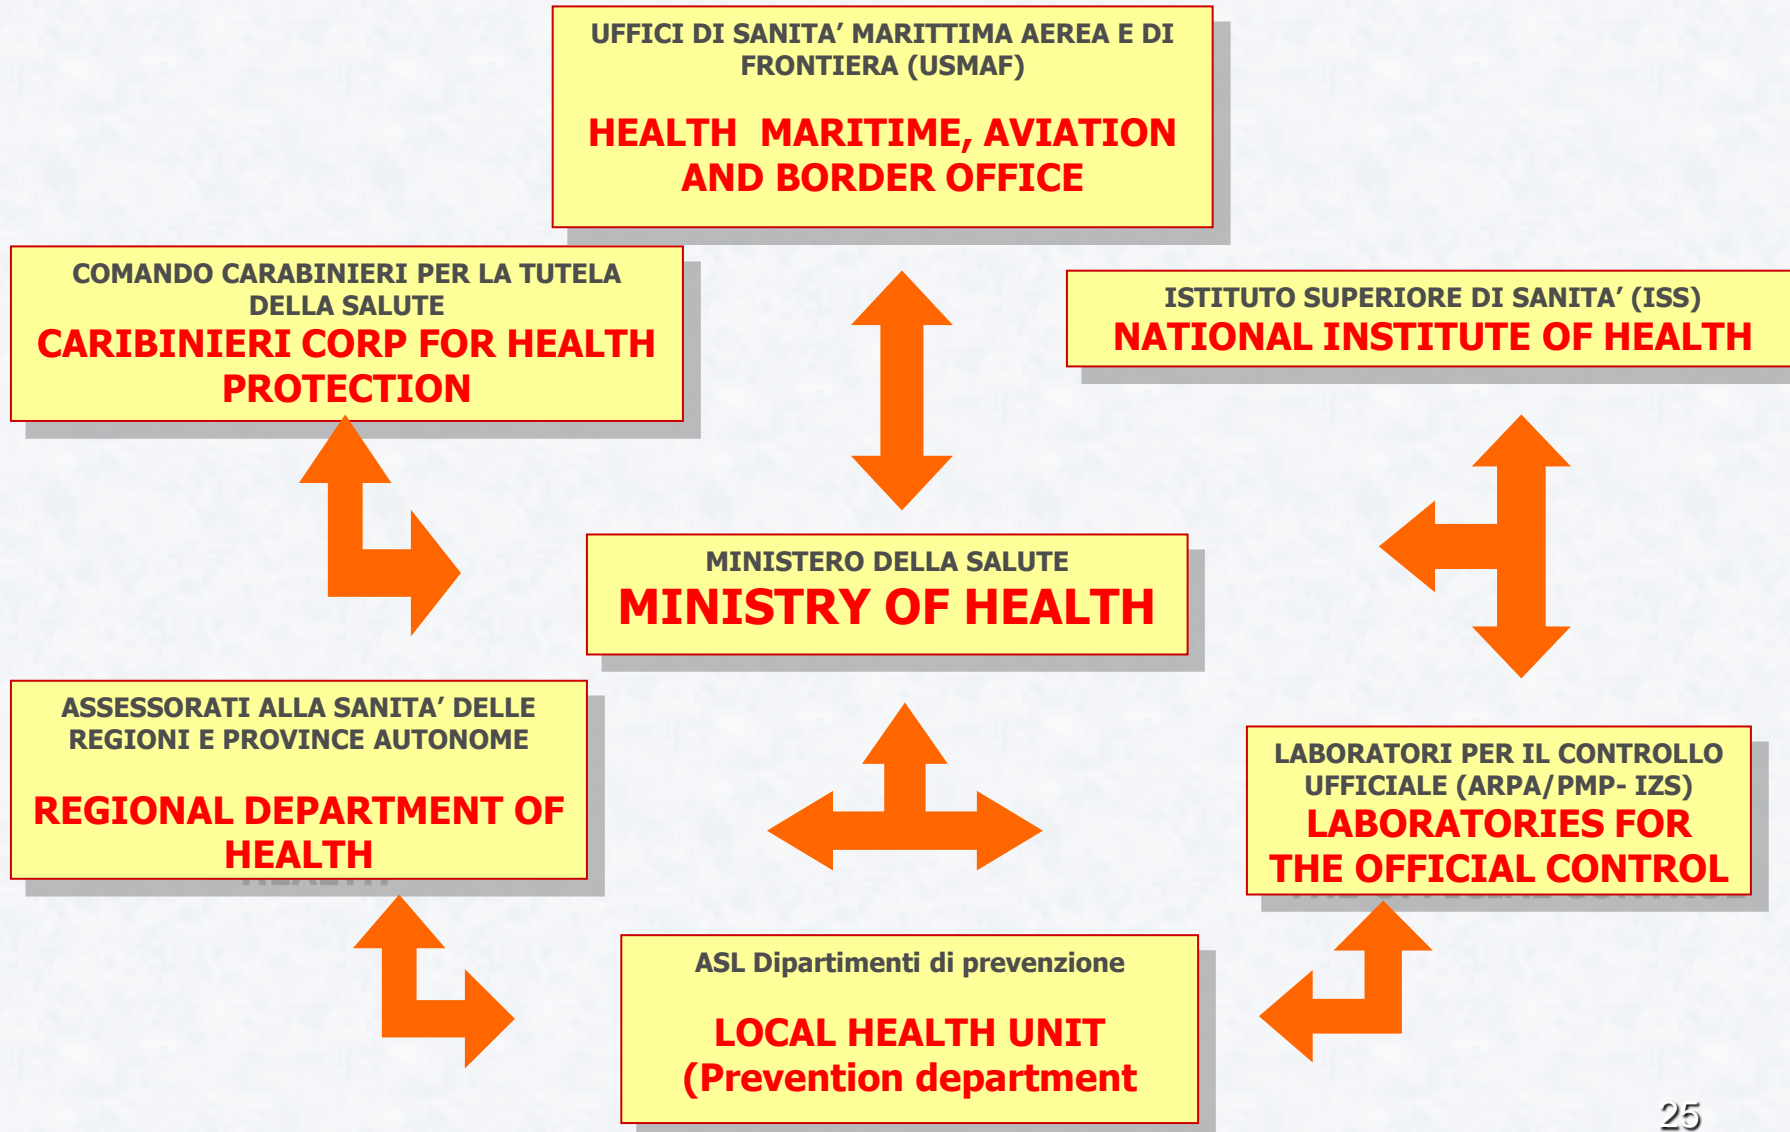 UFFICI DI SANITA’ MARITTIMA AEREA E DI
FRONTIERA (USMAF)
HEALTH MARITIME, AVIATION
AND BORDER OFFICE
COMANDO CARABINIERI PER LA TUTELA
DELLA SALUTE
CARIBINIERI CORP FOR HEALTH
PROTECTION
ISTITUTO SUPERIORE DI SANITA’ (ISS)
NATIONAL INSTITUTE OF HEALTH
MINISTERO DELLA SALUTE
MINISTRY OF HEALTH
ASSESSORATI ALLA SANITA’ DELLE
REGIONI E PROVINCE AUTONOME
REGIONAL DEPARTMENT OF
HEALTH
LABORATORI PER IL CONTROLLO
UFFICIALE (ARPA/PMP- IZS)
LABORATORIES FOR
THE OFFICIAL CONTROL
ASL Dipartimenti di prevenzione
LOCAL HEALTH UNIT
(Prevention department
25